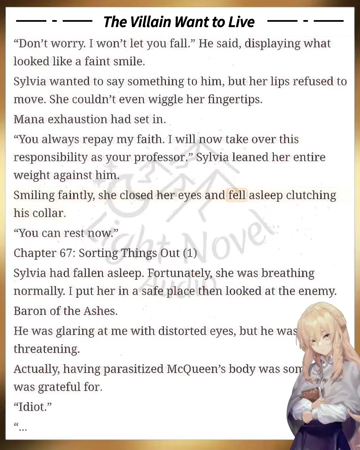 The Villain Want to Live
“Don’t worry. I won’t let you fall.” He said, displaying what
looked like a faint smile.
Sylvia wanted to say something to him, but her lips refused to
move. She couldn’t even wiggle her fingertips.
Mana exhaustion had set in.
“You always repay my faith. I will now take over this
responsibility as your professor.” Sylvia leaned her entire
weight against him.
Smiling faintly, she closed her eyes and fell asleep clutching
his collar.
“You can rest now.”
Chapter 67: Sorting Things Out (1)
Sylvia had fallen asleep. Fortunately, she was breathing
normally. I put her in a safe place then looked at the enemy.
Baron of the Ashes.
He was glaring at me with distorted eyes, but he was
threatening.
Actually, having parasitized McQueen’s body was
was grateful for.
“Idiot.”
“...
Light Novel
Audio